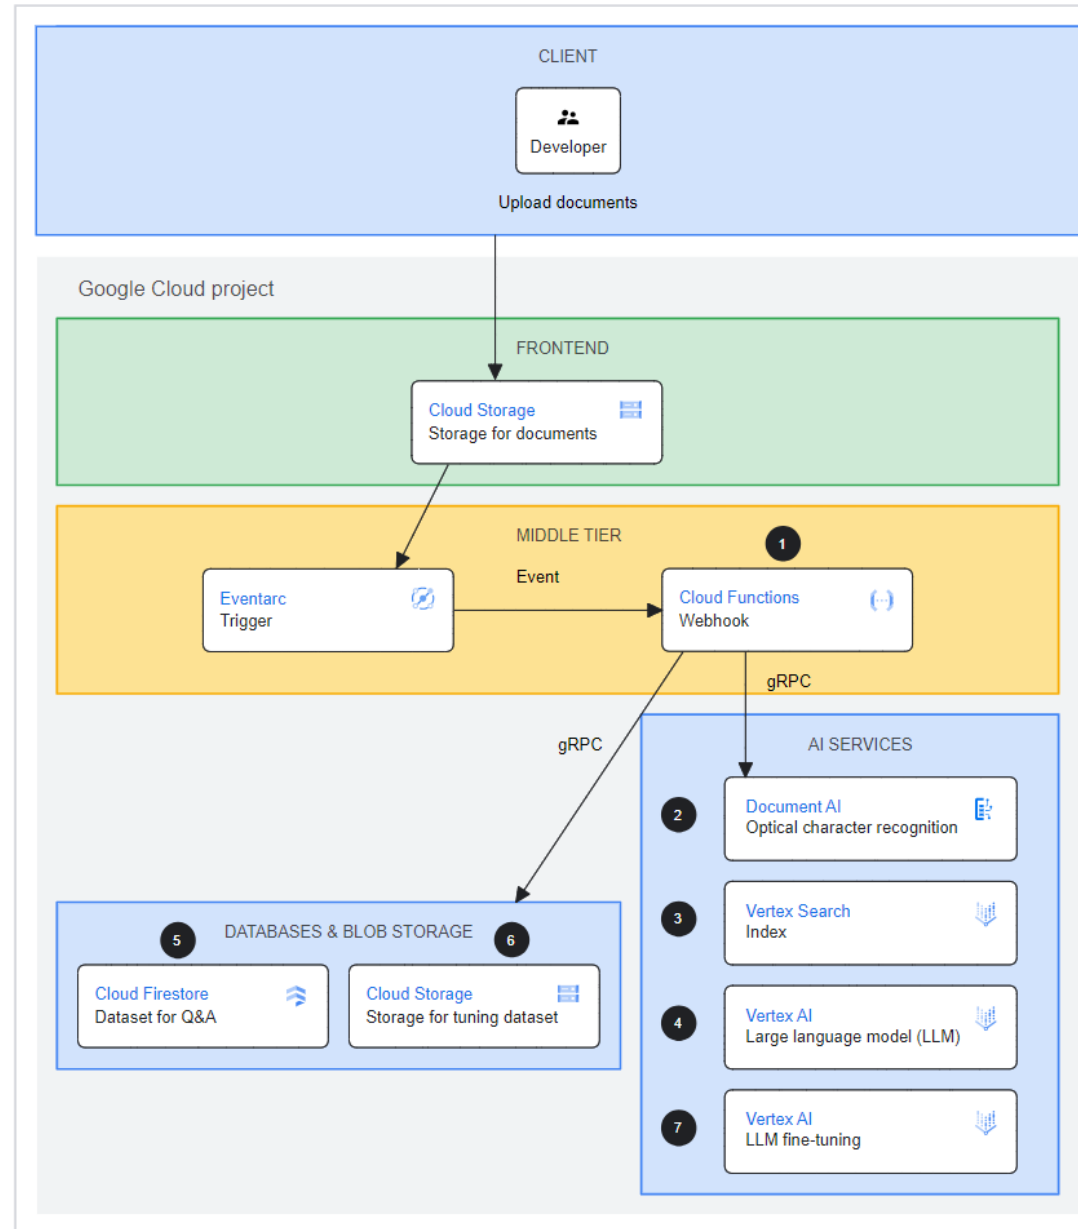 CLIENT
Developer
Upload documents
Google Cloud project
FRONTEND
Cloud Storage
Storage for documents
MIDDLE TIER
1
Event
Eventarc
Trigger
Cloud Functions
Webhook
gRPC
gRPC
AI SERVICES
2
Document AI
Optical character recognition
3
Vertex Search
Index
4
Vertex AI
Large language model (LLM)
7
Vertex AI
LLM fine-tuning
DATABASES & BLOB STORAGE
5
6
Cloud Firestore
Dataset for Q&A
Cloud Storage
Storage for tuning dataset